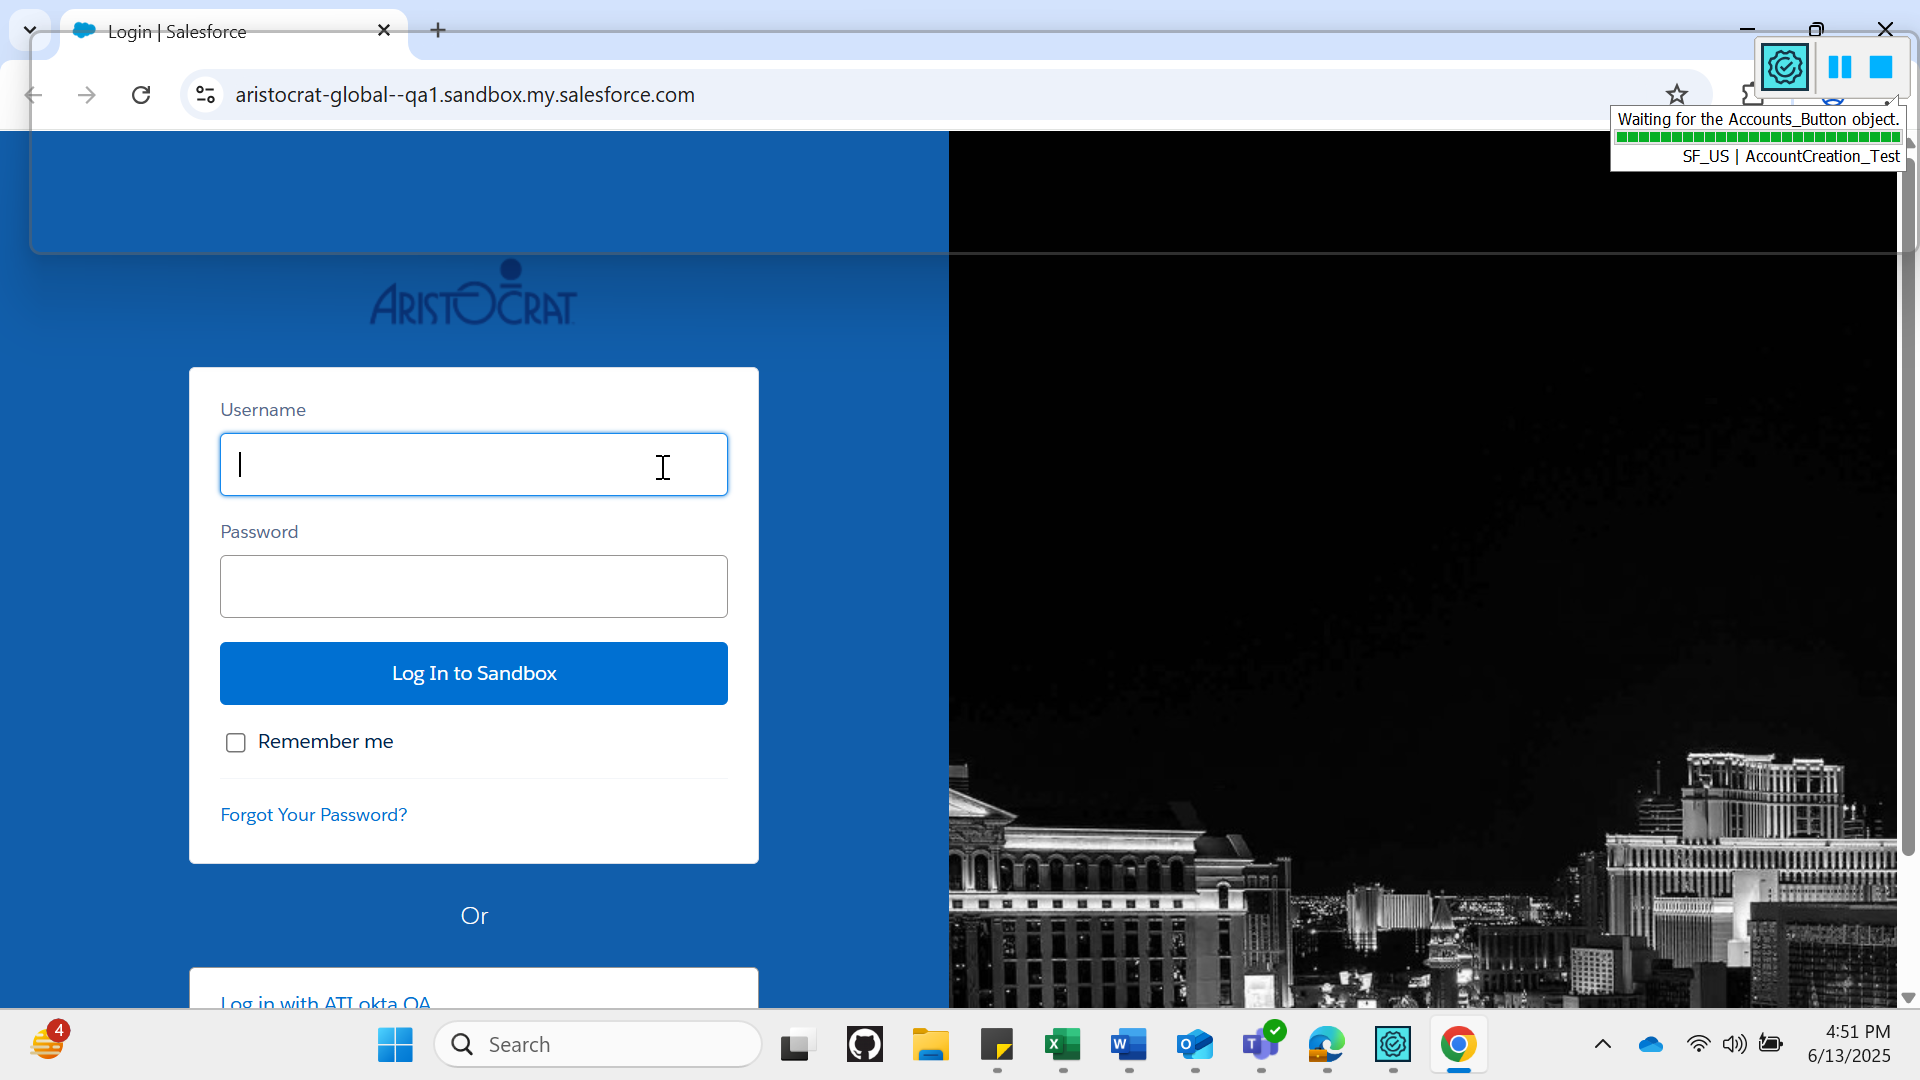 Login | Salesforce
aristocrat-global--qa1.sandbox.my.salesforce.com
Waiting for the Accounts_Button object.
SF_US | AccountCreation_Test
ARISTOCRAT
Username
Password
Log In to Sandbox
Remember me
Forgot Your Password?
Or
Log in with ATI okta QA
4
Search
4:51 PM
6/13/2025